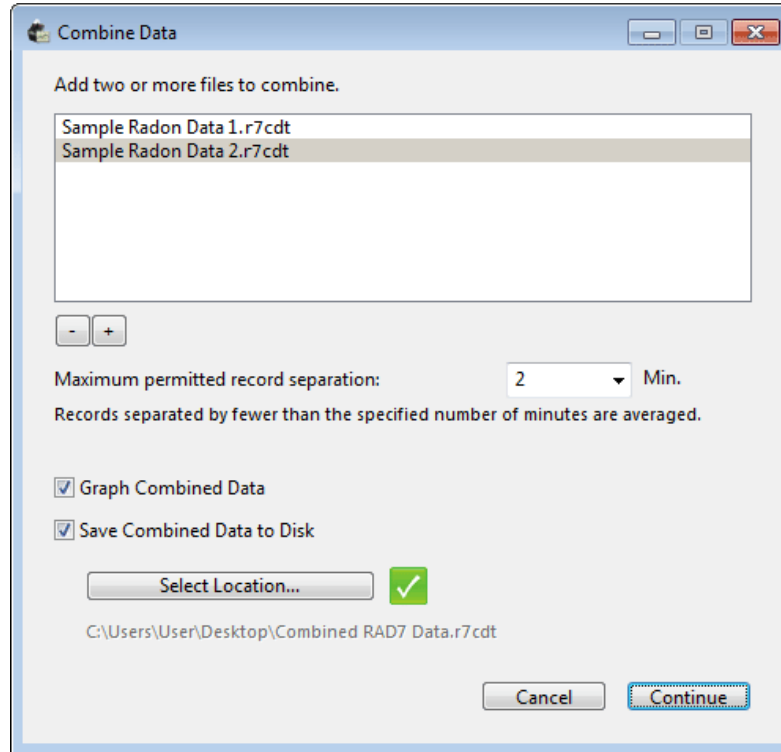 Combine Data
Add two or more files to combine.
Sample Radon Data 1.r7cdt
Sample Radon Data 2.r7cdt
- +
Maximum permitted record separation: 2 Min.
Records separated by fewer than the specified number of minutes are averaged.
Graph Combined Data
Save Combined Data to Disk
Select Location...
C:\Users\User\Desktop\Combined RAD7 Data.r7cdt
Cancel Continue